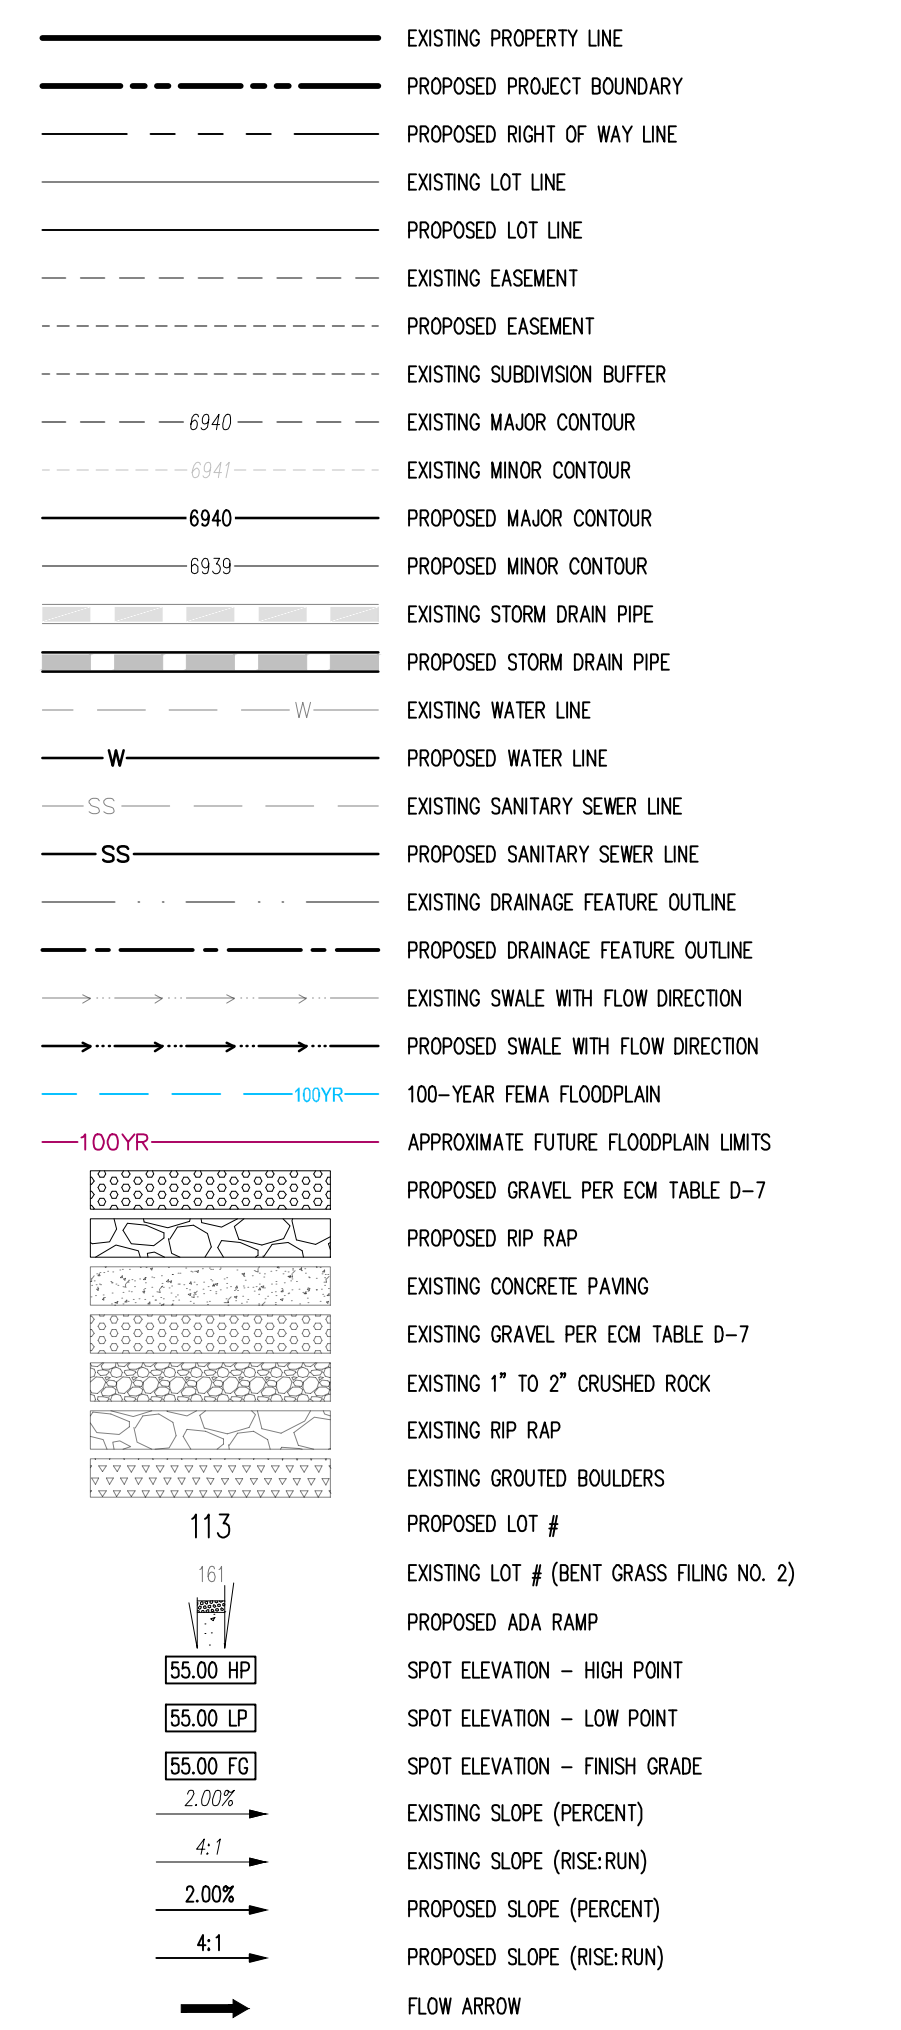 EXISTING PROPERTY LINE
PROPOSED PROJECT BOUNDARY
PROPOSED RIGHT OF WAY LINE
EXISTING LOT LINE
PROPOSED LOT LINE
EXISTING EASEMENT
PROPOSED EASEMENT
EXISTING SUBDIVISION BUFFER
6940 EXISTING MAJOR CONTOUR
6941 EXISTING MINOR CONTOUR
6940 PROPOSED MAJOR CONTOUR
6939 PROPOSED MINOR CONTOUR
EXISTING STORM DRAIN PIPE
PROPOSED STORM DRAIN PIPE
W EXISTING WATER LINE
W PROPOSED WATER LINE
SS EXISTING SANITARY SEWER LINE
SS PROPOSED SANITARY SEWER LINE
EXISTING DRAINAGE FEATURE OUTLINE
PROPOSED DRAINAGE FEATURE OUTLINE
EXISTING SWALE WITH FLOW DIRECTION
PROPOSED SWALE WITH FLOW DIRECTION
100YR 100-YEAR FEMA FLOODPLAIN
100YR APPROXIMATE FUTURE FLOODPLAIN LIMITS
PROPOSED GRAVEL PER ECM TABLE D-7
PROPOSED RIP RAP
EXISTING CONCRETE PAVING
EXISTING GRAVEL PER ECM TABLE D-7
EXISTING 1" TO 2" CRUSHED ROCK
EXISTING RIP RAP
EXISTING GROUTED BOULDERS
113 PROPOSED LOT #
161 EXISTING LOT # (BENT GRASS FILING NO. 2)
PROPOSED ADA RAMP
55.00 HP SPOT ELEVATION - HIGH POINT
55.00 LP SPOT ELEVATION - LOW POINT
55.00 FG SPOT ELEVATION - FINISH GRADE
2.00% EXISTING SLOPE (PERCENT)
4:1 EXISTING SLOPE (RISE:RUN)
2.00% PROPOSED SLOPE (PERCENT)
4:1 PROPOSED SLOPE (RISE:RUN)
FLOW ARROW